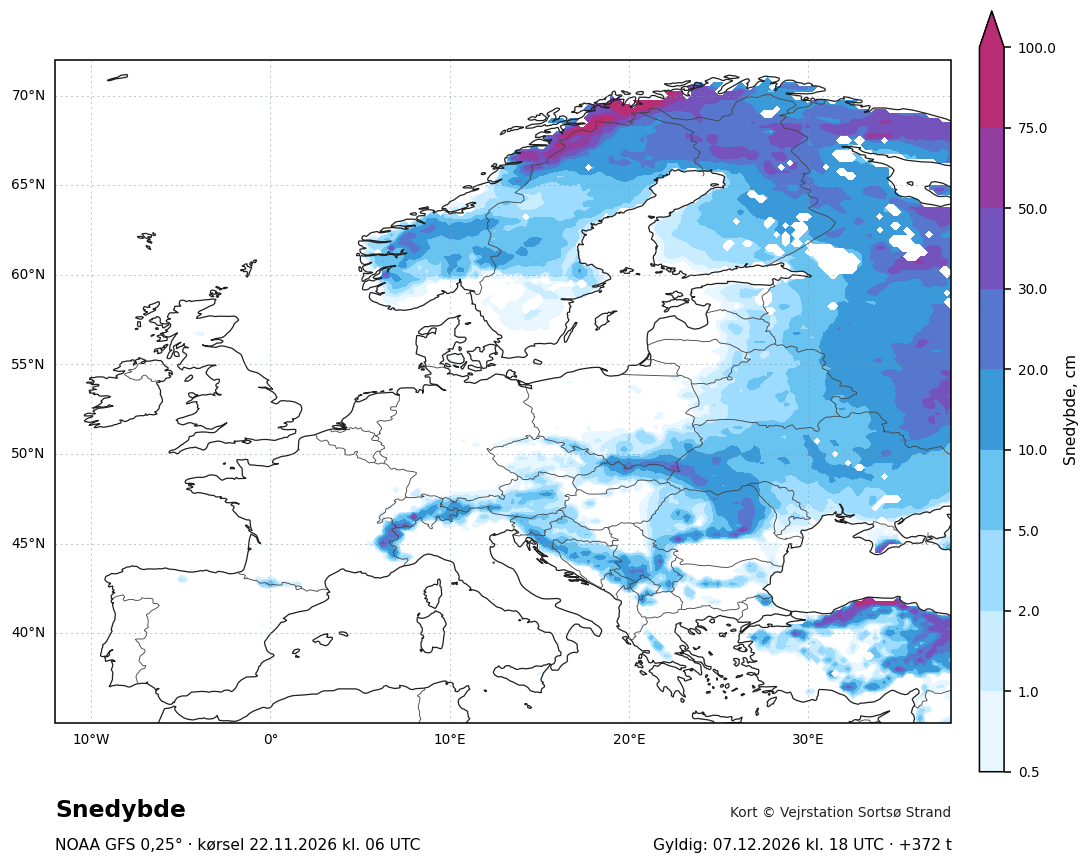 100.0
75.0
50.0
30.0
20.0
10.0
5.0
2.0
1.0
0.5
Snedybde, cm
70°N
65°N
60°N
55°N
50°N
45°N
40°N
10°W
0°
10°E
20°E
30°E
Snedybde
Kort © Vejrstation Sortsø Strand
NOAA GFS 0,25° · kørsel 22.11.2026 kl. 06 UTC
Gyldig: 07.12.2026 kl. 18 UTC · +372 t